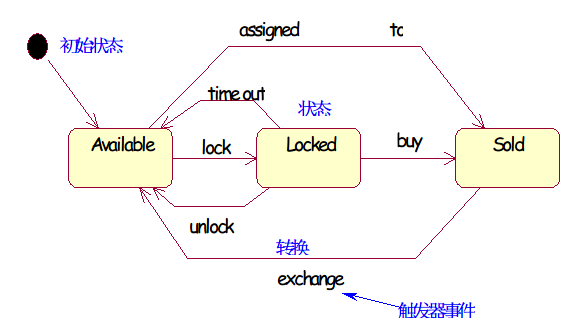 assigned to
初始状态
time out
状态
Available
lock
Locked
buy
Sold
unlock
转换
exchange
触发器事件